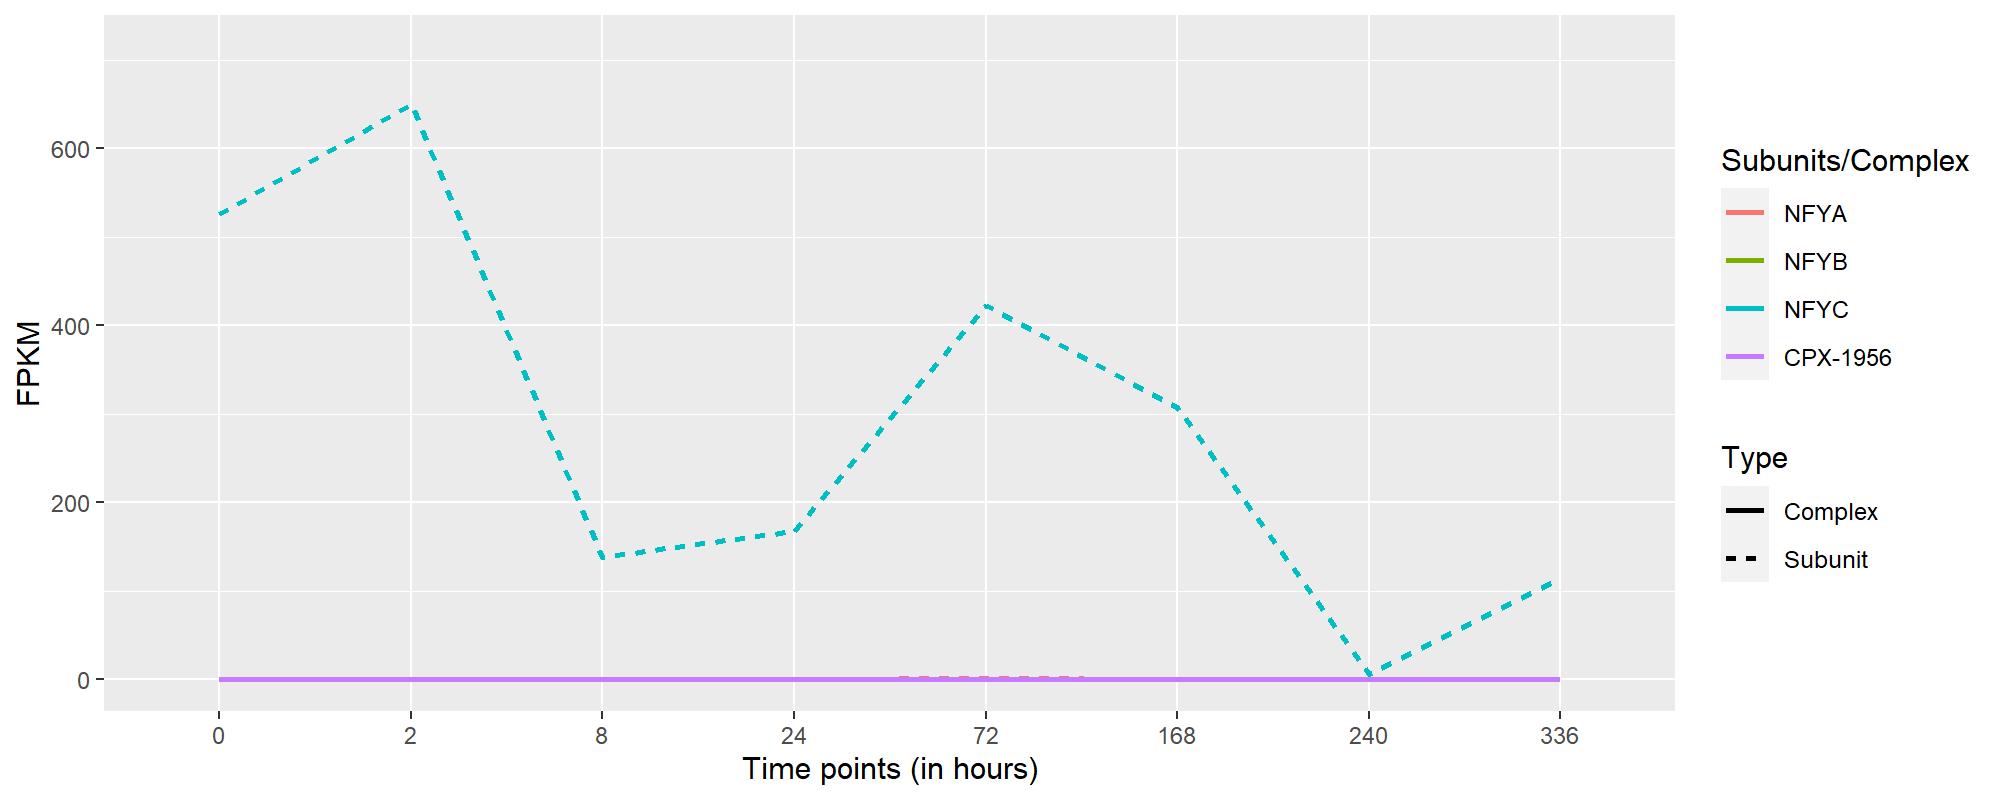 FPKM
600
400
200
0
0 2 8 24 72 168 240 336
Time points (in hours)
Subunits/Complex
NFYA
NFYB
NFYC
CPX-1956
Type
Complex
Subunit